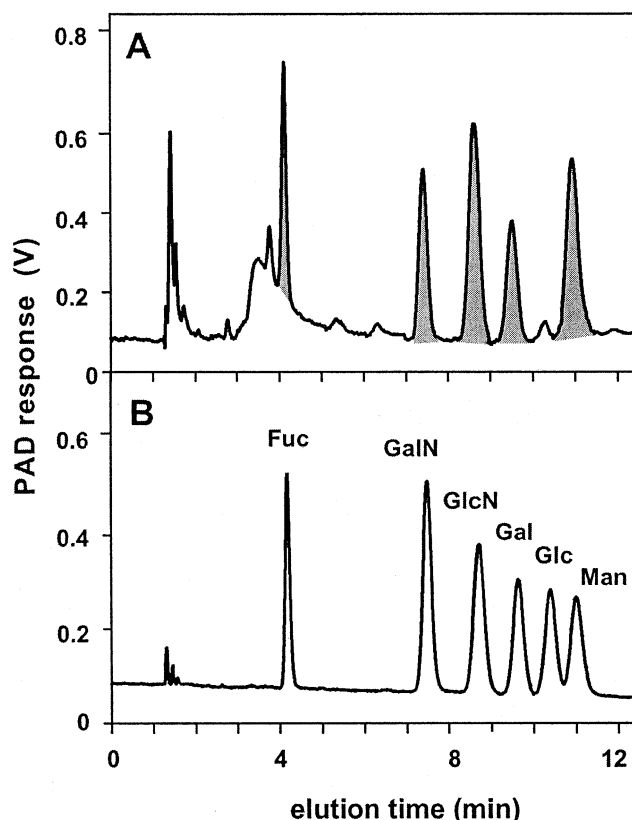 A
0.8
0.6
0.4
0.2
0
PAD response (V)
B
Fuc
GalN
GlcN
Gal
Glc
Man
0.6
0.4
0.2
0
0
4
8
12
elution time (min)